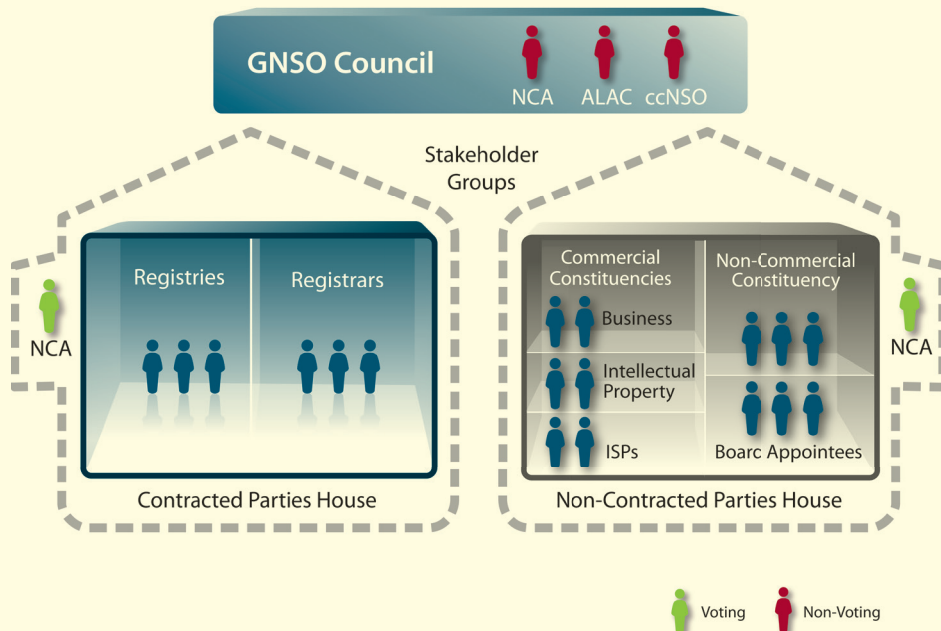 GNSO Council
NCA ALAC ccNSO
Stakeholder
Groups
Registries
Registrars
NCA
Contracted Parties House
Commercial
Constituencies
Business
Intellectual
Property
ISPs
Non-Commercial
Constituency
Boarc Appointees
NCA
Non-Contracted Parties House
Voting
Non-Voting